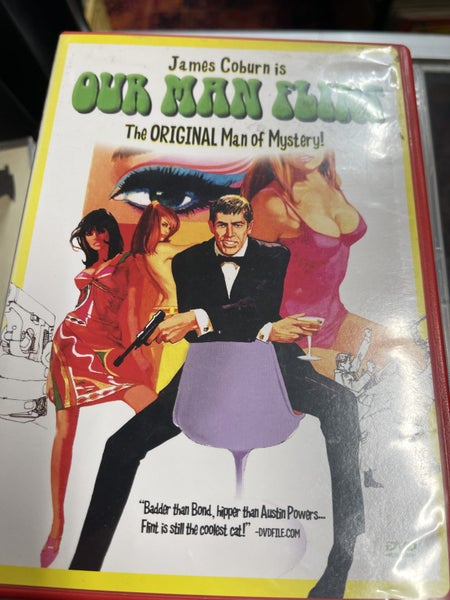 James Coburn is
OUR MAN FLINT
The ORIGINAL Man of Mystery!
"Badder than Bond, hipper than Austin Powers...
Flint is still the coolest cat!" -DVDFILE.COM
DVD